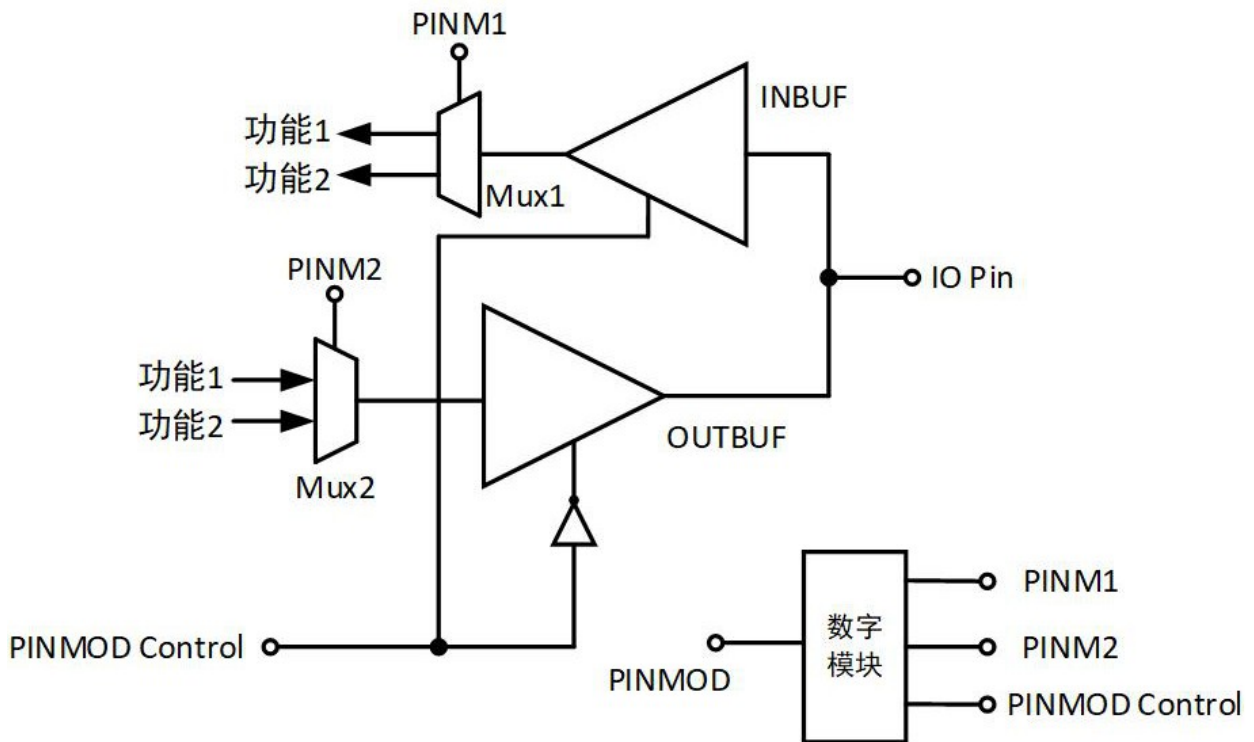 PINM1
INBUF
功能1
功能2
Mux1
PINM2
IO Pin
功能1
功能2
OUTBUF
Mux2
PINM1
数字
模块
PINM2
PINMOD Control
PINMOD
PINMOD Control